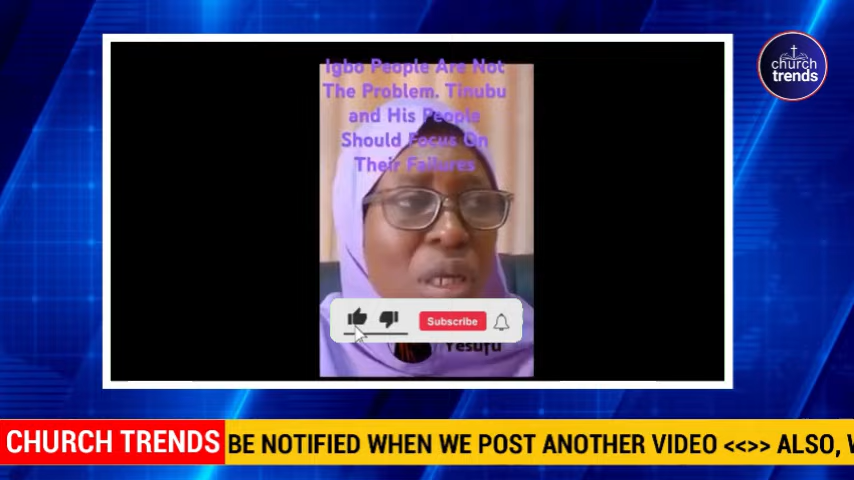 church
trends
Igbo People Are Not
The Problem. Tinubu
and His People
Should Focus On
Their Failures
Subscribe
Yesufu
CHURCH TRENDS
BE NOTIFIED WHEN WE POST ANOTHER VIDEO <<>> ALSO, W